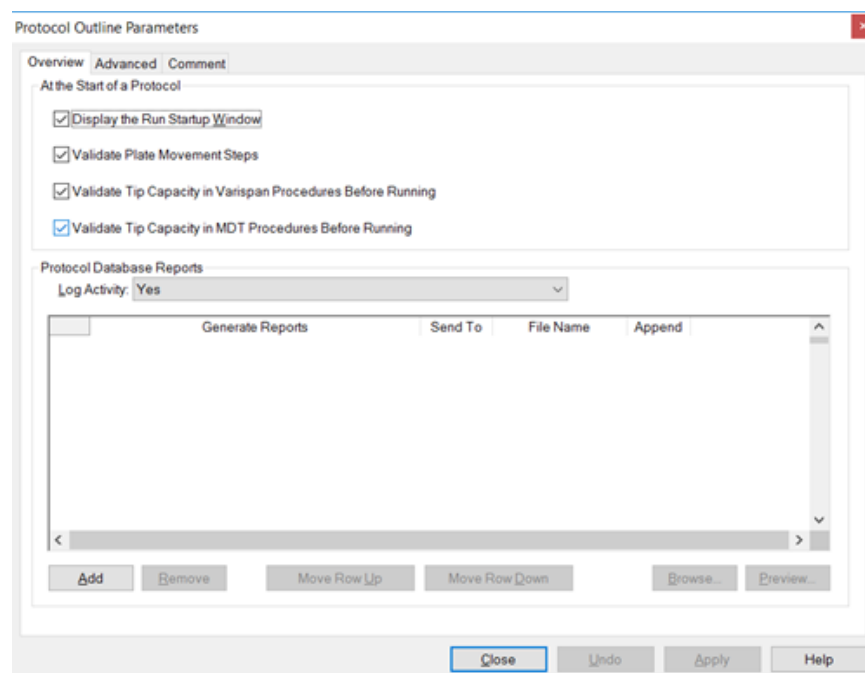 Protocol Outline Parameters
Overview Advanced Comment
At the Start of a Protocol
Display the Run Startup Window
Validate Plate Movement Steps
Validate Tip Capacity in Varispan Procedures Before Running
Validate Tip Capacity in MDT Procedures Before Running
Protocol Database Reports
Log Activity: Yes
Generate Reports Send To File Name Append
Add Remove Move Row Up Move Row Down Browse... Preview...
Close Undo Apply Help